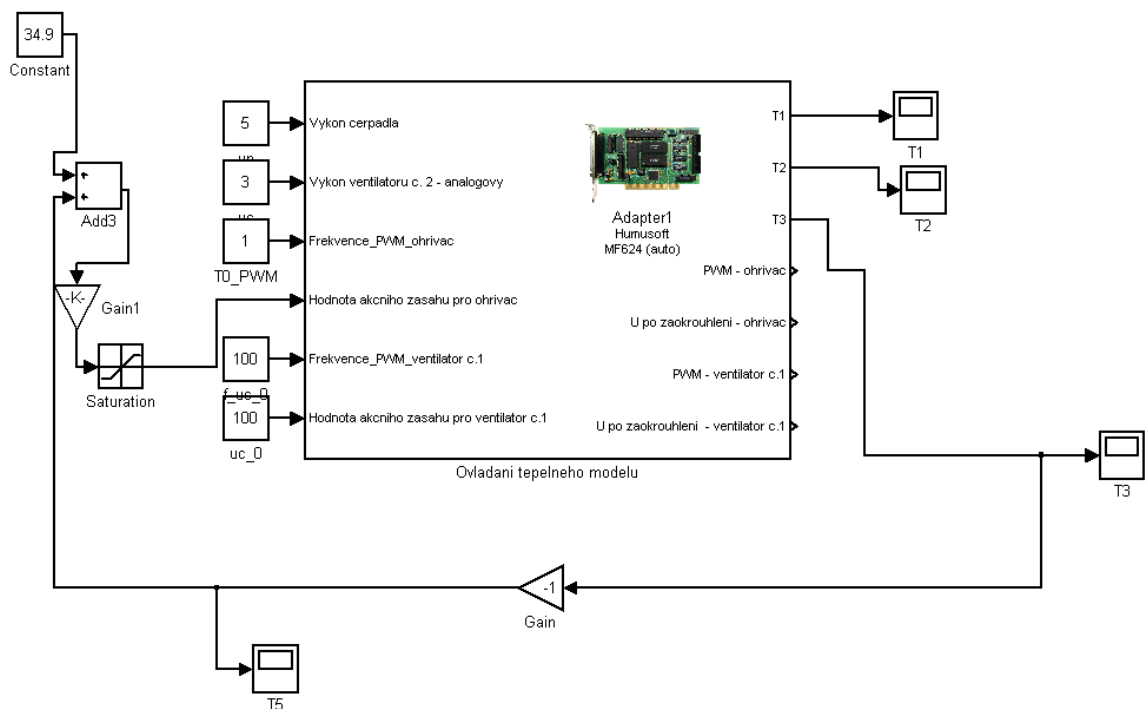 34.9
Constant
Add3
-K-
Gain1
Saturation
5
3
1
T0_PWM
100
f_uc_0
100
uc_0
Vykon cerpadla
Vykon ventilatoru c. 2 - analogovy
Frekvence_PWM_ohrivac
Hodnota akcniho zasahu pro ohrivac
Frekvence_PWM_ventilator c.1
Hodnota akcniho zasahu pro ventilator c.1
Adapter1
Humusoft
MF624 (auto)
T1
T2
T3
PWM - ohrivac
U po zaokrouhleni - ohrivac
PWM - ventilator c.1
U po zaokrouhleni - ventilator c.1
Ovladani tepelneho modelu
T1
T2
T3
-1
Gain
T5